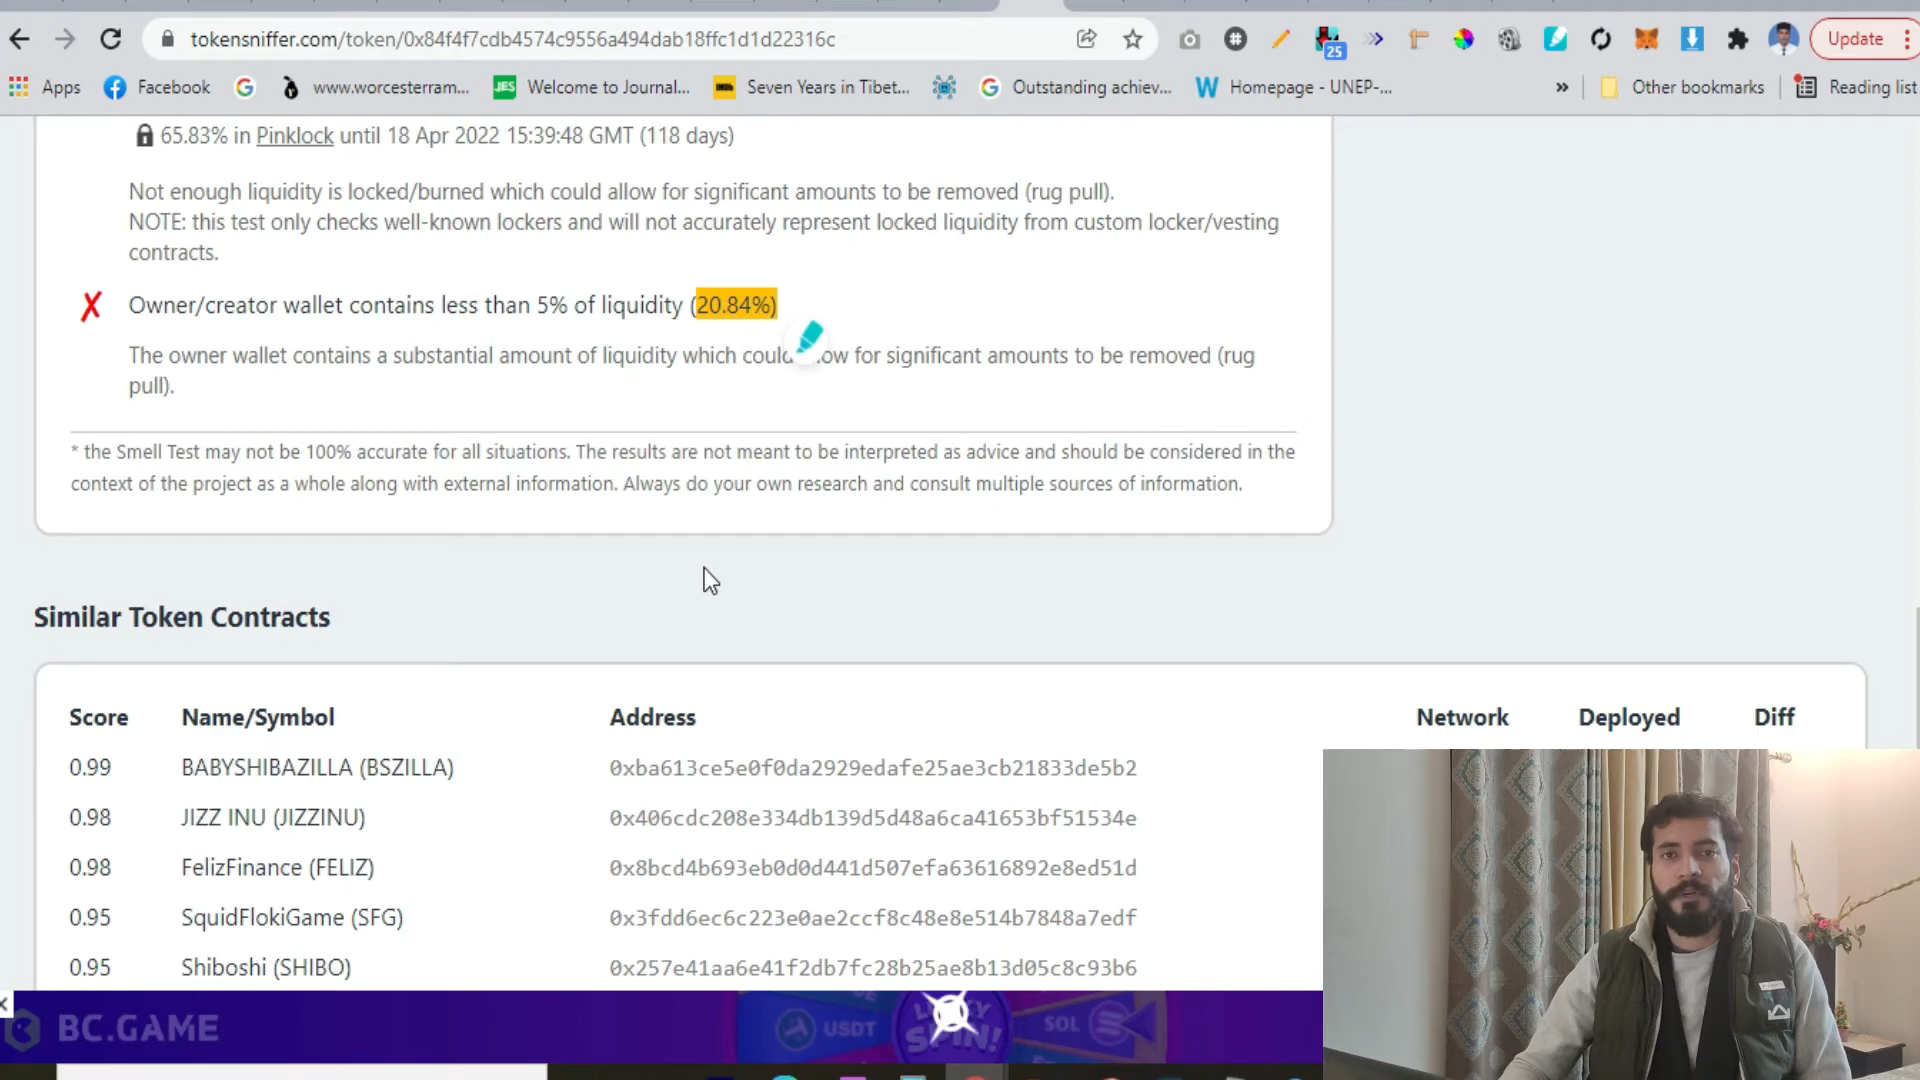 tokensniffer.com/token/0x84f4f7cdb4574c9556a494dab18ffc1d1d22316c
25
Update
Apps
Facebook
www.worcesterram...
JES
Welcome to Journal...
Seven Years in Tibet...
Outstanding achiev...
Homepage - UNEP-...
»
Other bookmarks
Reading list
65.83% in Pinklock until 18 Apr 2022 15:39:48 GMT (118 days)
Not enough liquidity is locked/burned which could allow for significant amounts to be removed (rug pull).
NOTE: this test only checks well-known lockers and will not accurately represent locked liquidity from custom locker/vesting
contracts.
✗ Owner/creator wallet contains less than 5% of liquidity (20.84%)
The owner wallet contains a substantial amount of liquidity which could for significant amounts to be removed (rug
pull).
* the Smell Test may not be 100% accurate for all situations. The results are not meant to be interpreted as advice and should be considered in the
context of the project as a whole along with external information. Always do your own research and consult multiple sources of information.
Similar Token Contracts
Score Name/Symbol Address Network Deployed Diff
0.99 BABYSHIBAZILLA (BSZILLA) 0xba613ce5e0f0da2929edafe25ae3cb21833de5b2
0.98 JIZZ INU (JIZZINU) 0x406cdc208e334db139d5d48a6ca41653bf51534e
0.98 FelizFinance (FELIZ) 0x8bcd4b693eb0d0d441d507efa63616892e8ed51d
0.95 SquidFlokiGame (SFG) 0x3fdd6ec6c223e0ae2ccf8c48e8e514b7848a7edf
0.95 Shiboshi (SHIBO) 0x257e41aa6e41f2db7fc28b25ae8b13d05c8c93b6
BC.GAME
USDT
LUCKY
SPIN!
SOL